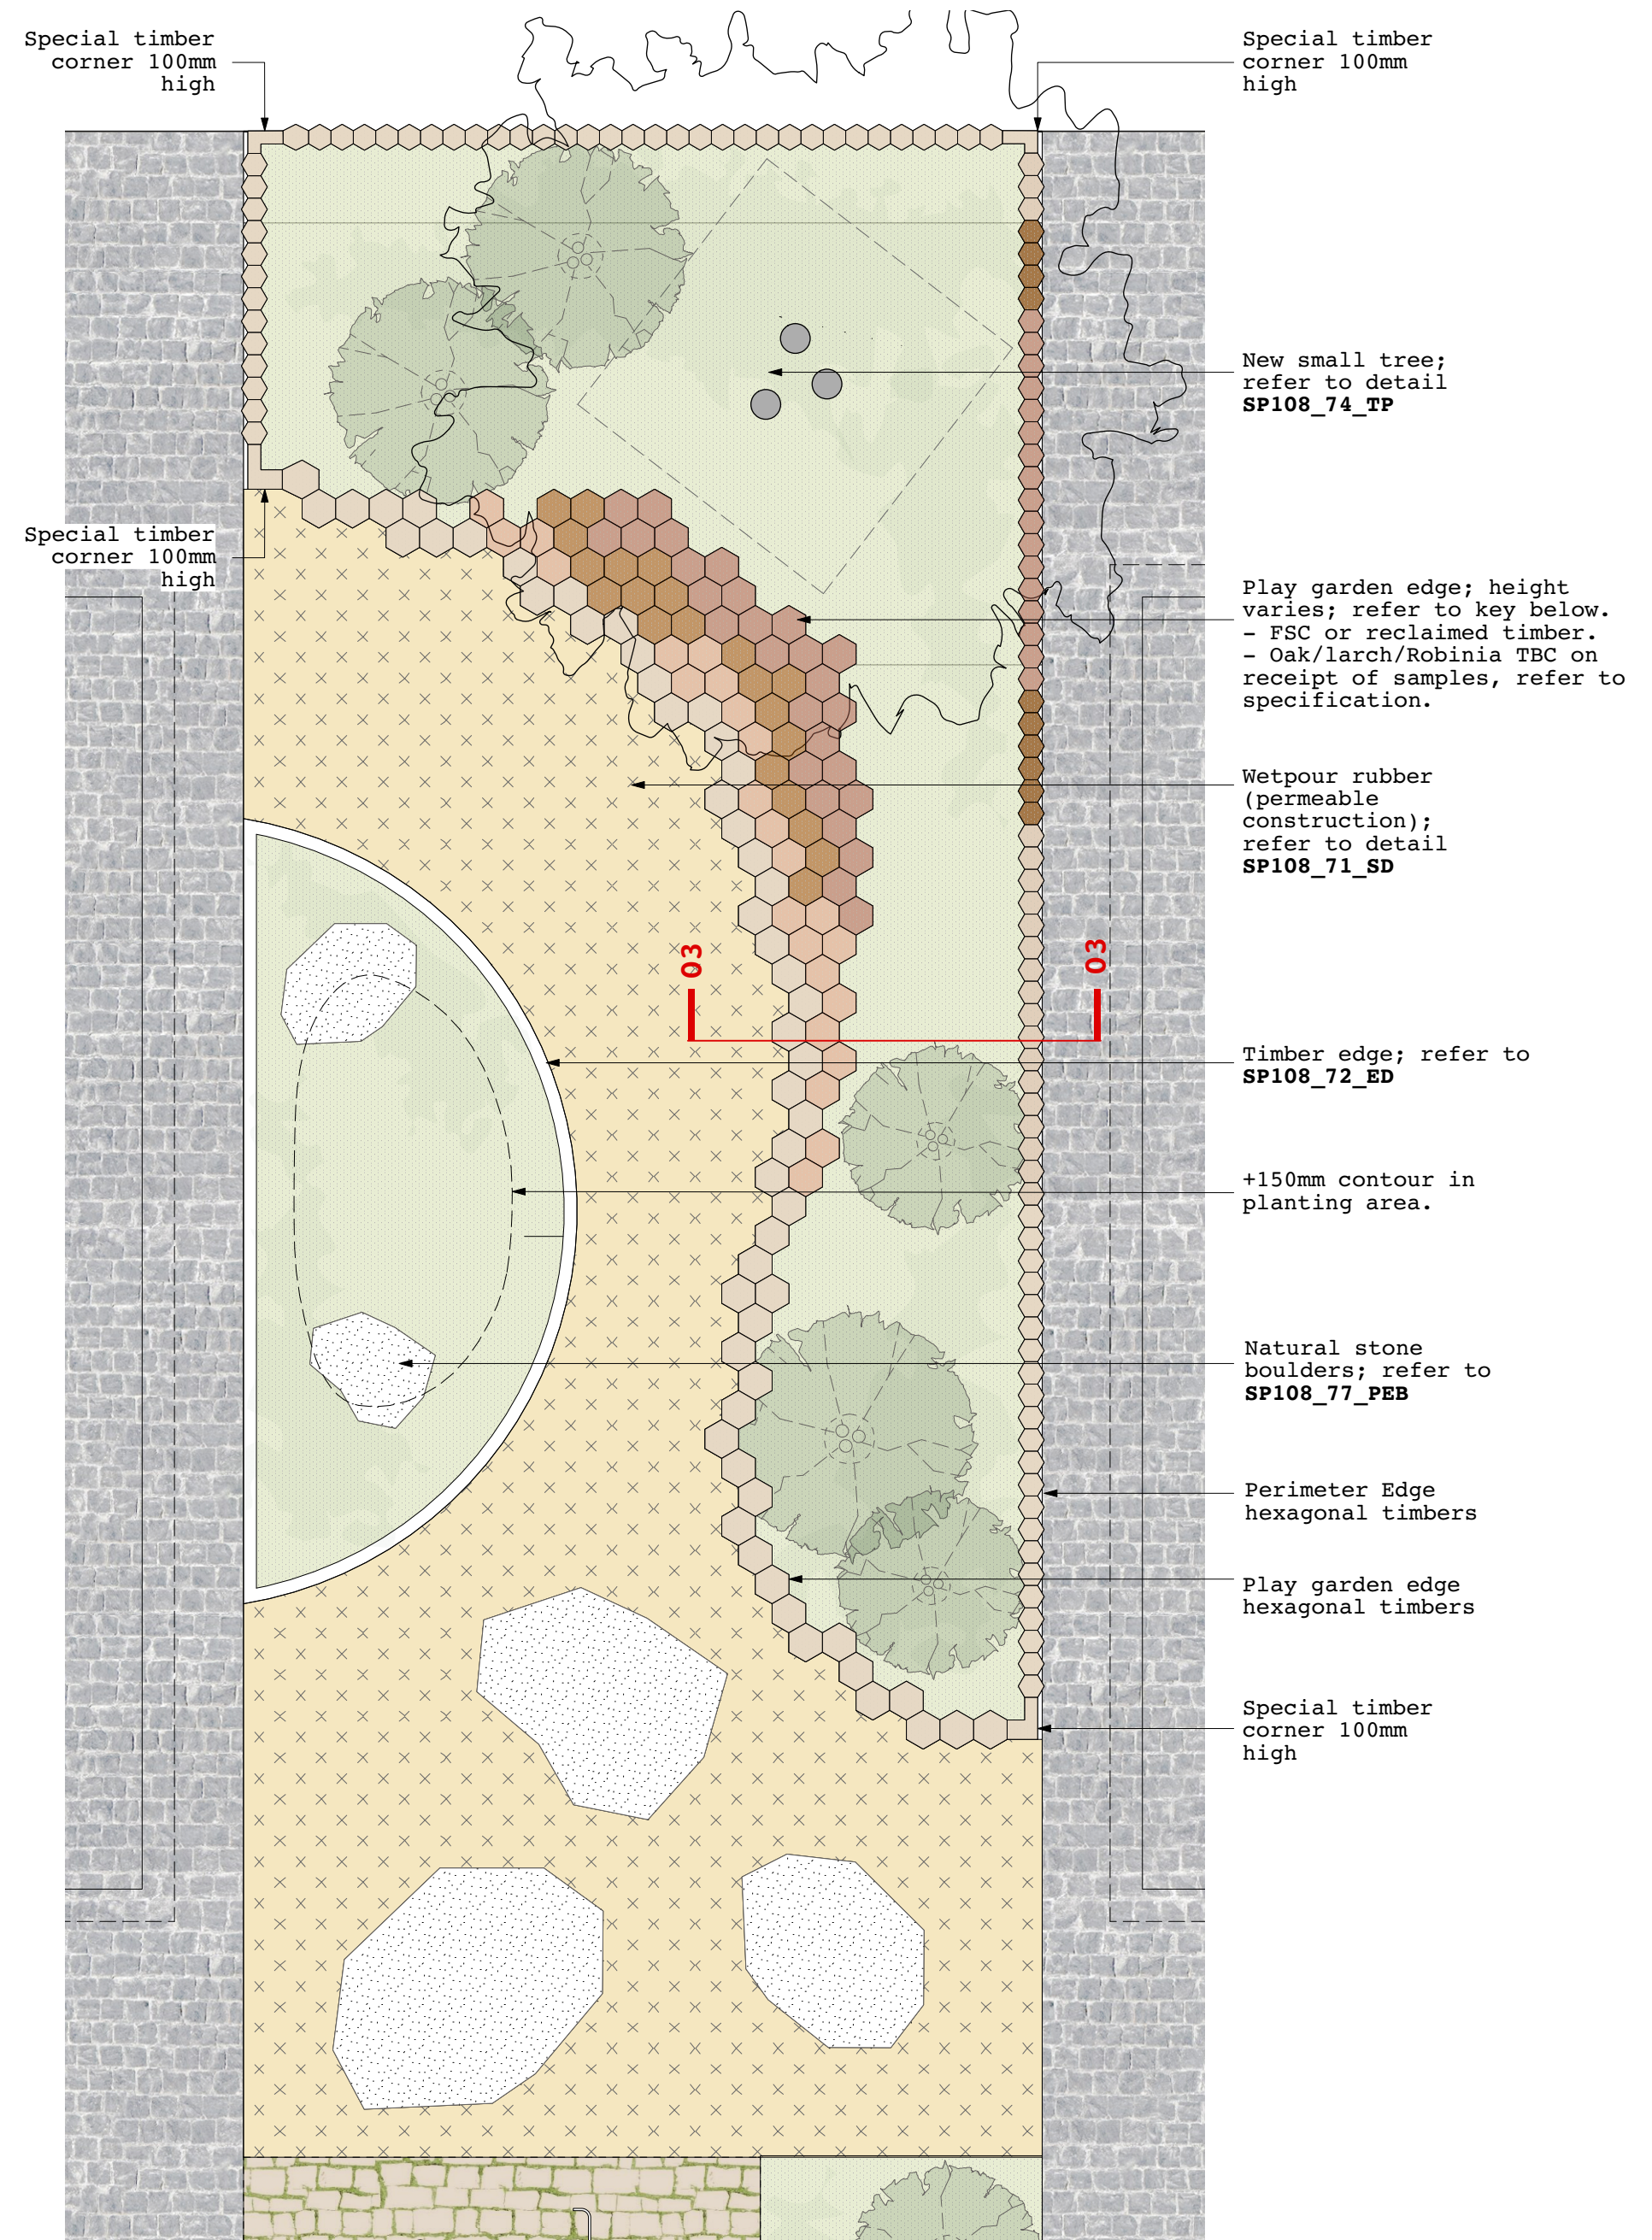 Special timber
corner 100mm
high
Special timber
corner 100mm
high
New small tree;
refer to detail
SP108_74_TP
Special timber
corner 100mm
high
Play garden edge; height
varies; refer to key below.
- FSC or reclaimed timber.
- Oak/larch/Robinia TBC on
receipt of samples, refer to
specification.
Wetpour rubber
(permeable
construction);
refer to detail
SP108_71_SD
03
03
Timber edge; refer to
SP108_72_ED
+150mm contour in
planting area.
Natural stone
boulders; refer to
SP108_77_PEB
Perimeter Edge
hexagonal timbers
Play garden edge
hexagonal timbers
Special timber
corner 100mm
high